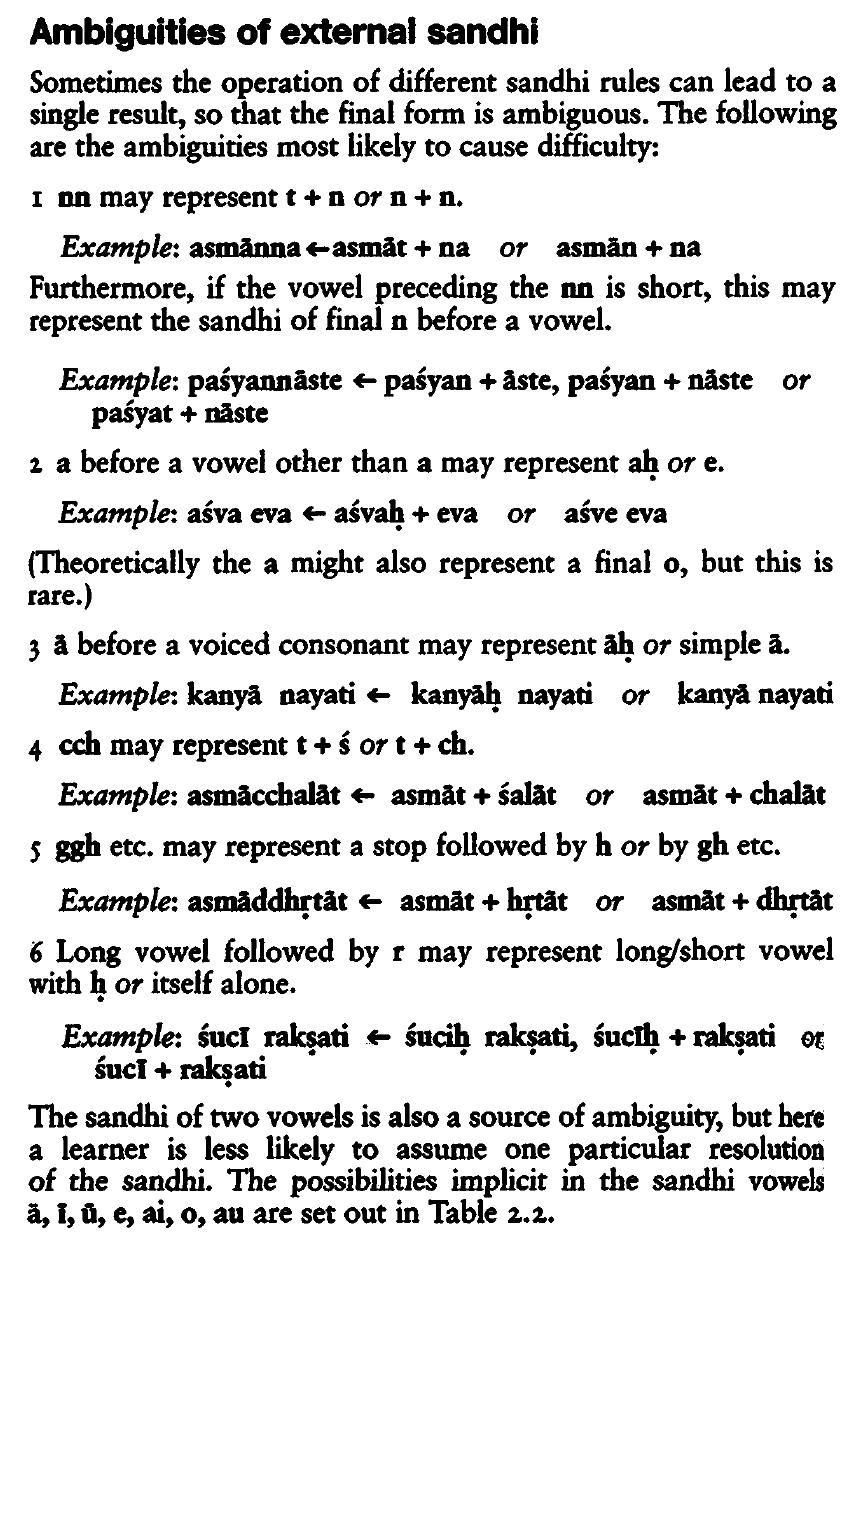 Ambiguities of external sandhi
Sometimes the operation of different sandhi rules can lead to a
single result, so that the final form is ambiguous. The following
are the ambiguities most likely to cause difficulty:
1 nn may represent t + n or n + n.
Example: asmānna ← asmāt + na or asmān + na
Furthermore, if the vowel preceding the nn is short, this may
represent the sandhi of final n before a vowel.
Example: paśyannāste ← paśyan + āste, paśyan + nāste or
paśyat + nāste
2 a before a vowel other than a may represent aḥ or e.
Example: aśva eva ← aśvaḥ + eva or aśve eva
(Theoretically the a might also represent a final o, but this is
rare.)
3 ā before a voiced consonant may represent āḥ or simple ā.
Example: kanyā nayati ← kanyāḥ nayati or kanyā nayati
4 cch may represent t + ś or t + ch.
Example: asmācchalāt ← asmāt + śalāt or asmāt + chalāt
5 ggh etc. may represent a stop followed by h or by gh etc.
Example: asmāddhṛtāt ← asmāt + hṛtāt or asmāt + dhṛtāt
6 Long vowel followed by r may represent long/short vowel
with ḥ or itself alone.
Example: śucī rakṣati ← śuciḥ rakṣati, śucīḥ + rakṣati or
śucī + rakṣati
The sandhi of two vowels is also a source of ambiguity, but here
a learner is less likely to assume one particular resolution
of the sandhi. The possibilities implicit in the sandhi vowels
ā, ī, ū, e, ai, o, au are set out in Table 2.2.